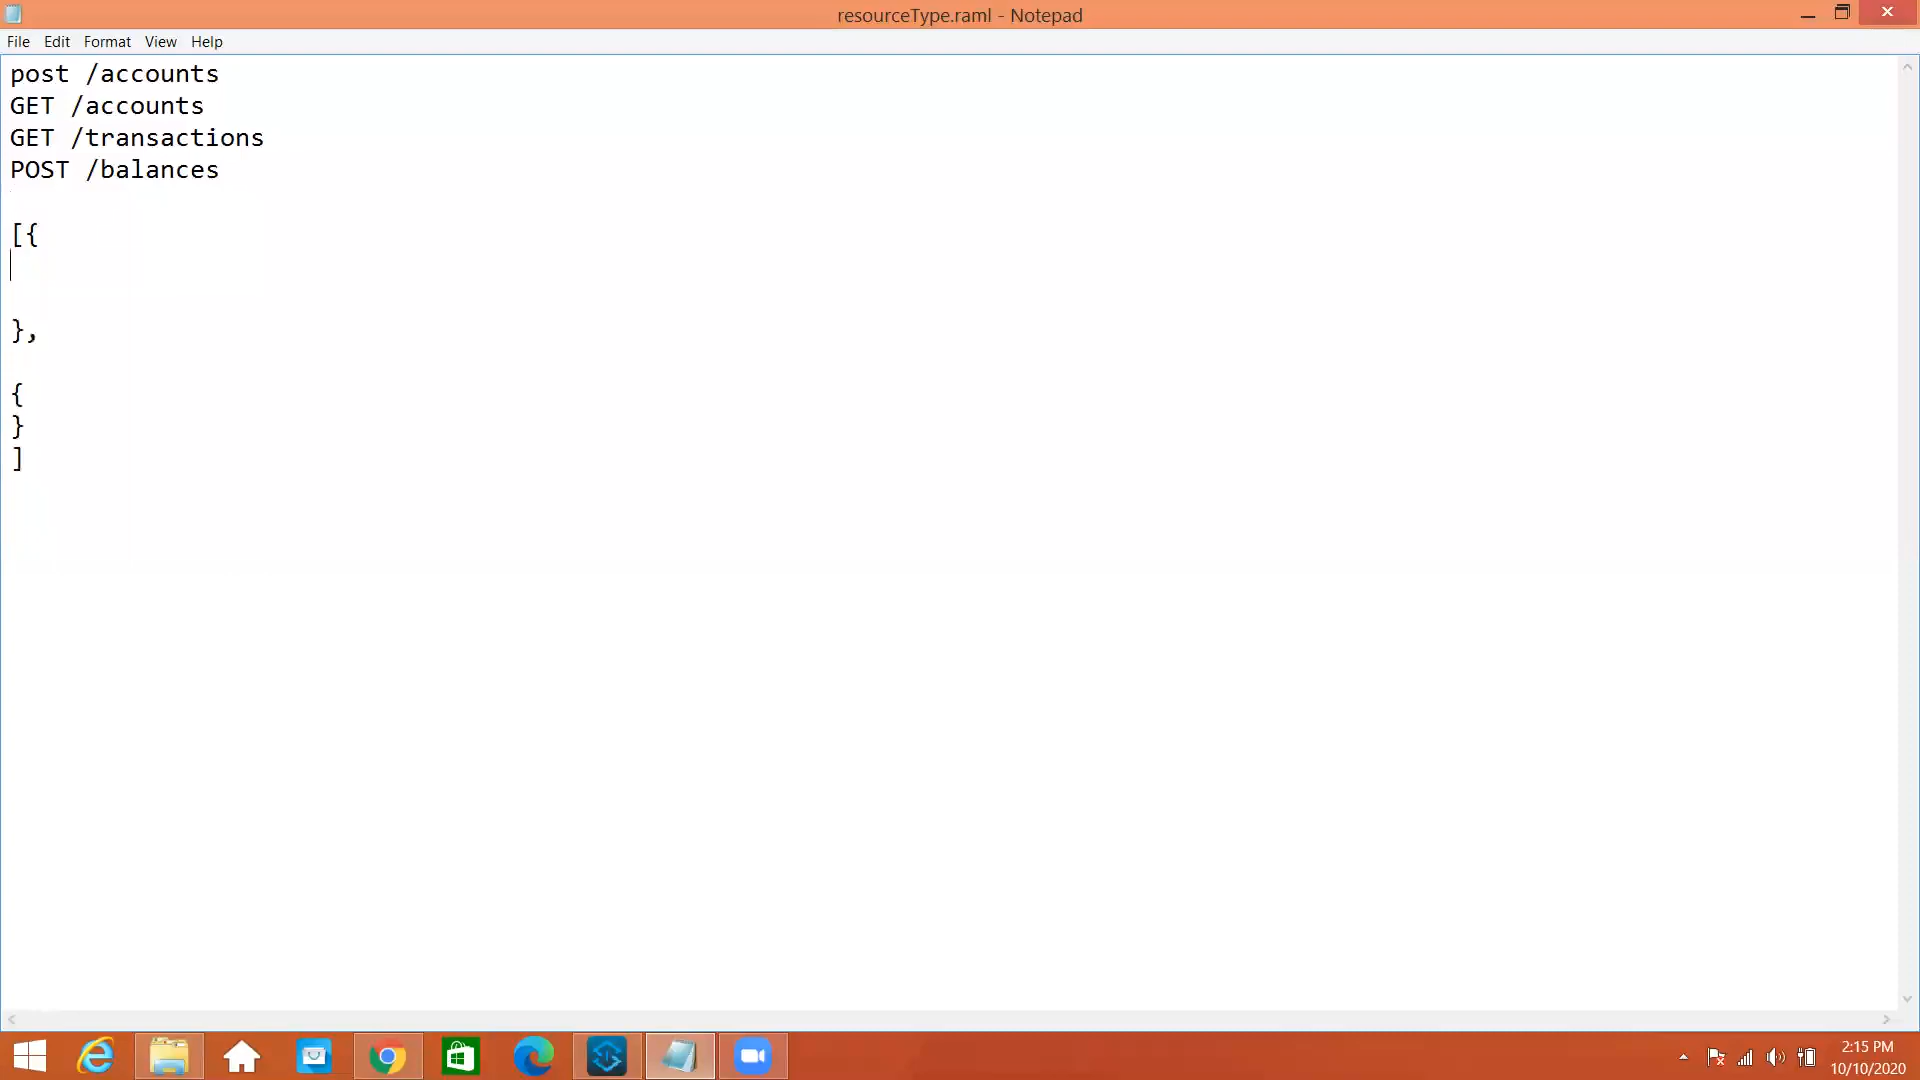 resourceType.raml - Notepad
File Edit Format View Help
post /accounts
GET /accounts
GET /transactions
POST /balances
[{
},
{
}
]
2:15 PM
10/10/2020